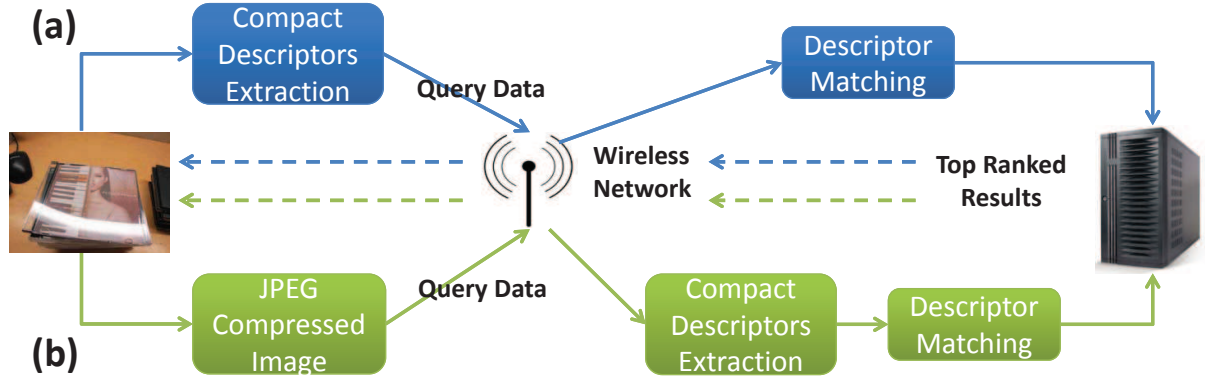 (a)
Compact
Descriptors
Extraction
Query Data
Descriptor
Matching
Wireless
Network
Top Ranked
Results
(b)
JPEG
Compressed
Image
Query Data
Compact
Descriptors
Extraction
Descriptor
Matching